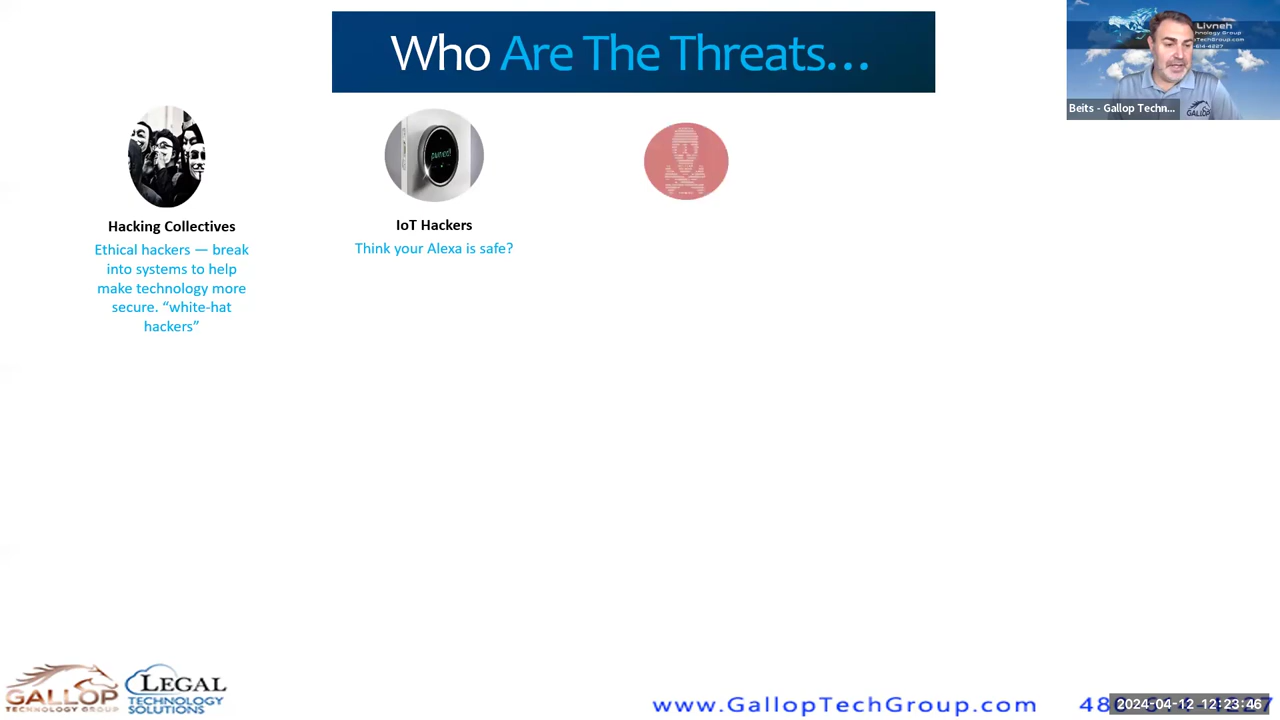 Who Are The Threats...
Livneh
Beits - Gallop Techn...
Hacking Collectives
Ethical hackers — break
into systems to help
make technology more
secure. “white-hat
hackers”
IoT Hackers
Think your Alexa is safe?
GALLOP
TECHNOLOGY GROUP
LEGAL
TECHNOLOGY
SOLUTIONS
www.GallopTechGroup.com
2024-04-12 12:23:46